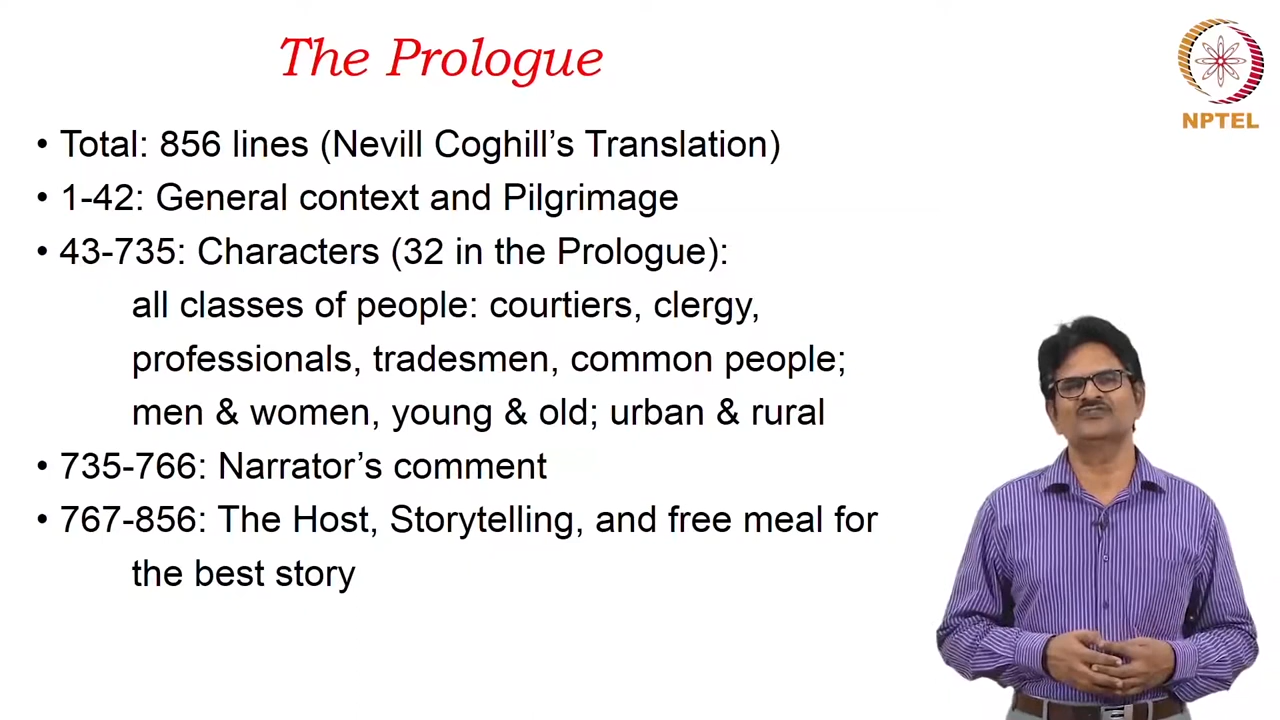 The Prologue
NPTEL
• Total: 856 lines (Nevill Coghill’s Translation)
• 1-42: General context and Pilgrimage
• 43-735: Characters (32 in the Prologue):
all classes of people: courtiers, clergy,
professionals, tradesmen, common people;
men & women, young & old; urban & rural
• 735-766: Narrator’s comment
• 767-856: The Host, Storytelling, and free meal for
the best story